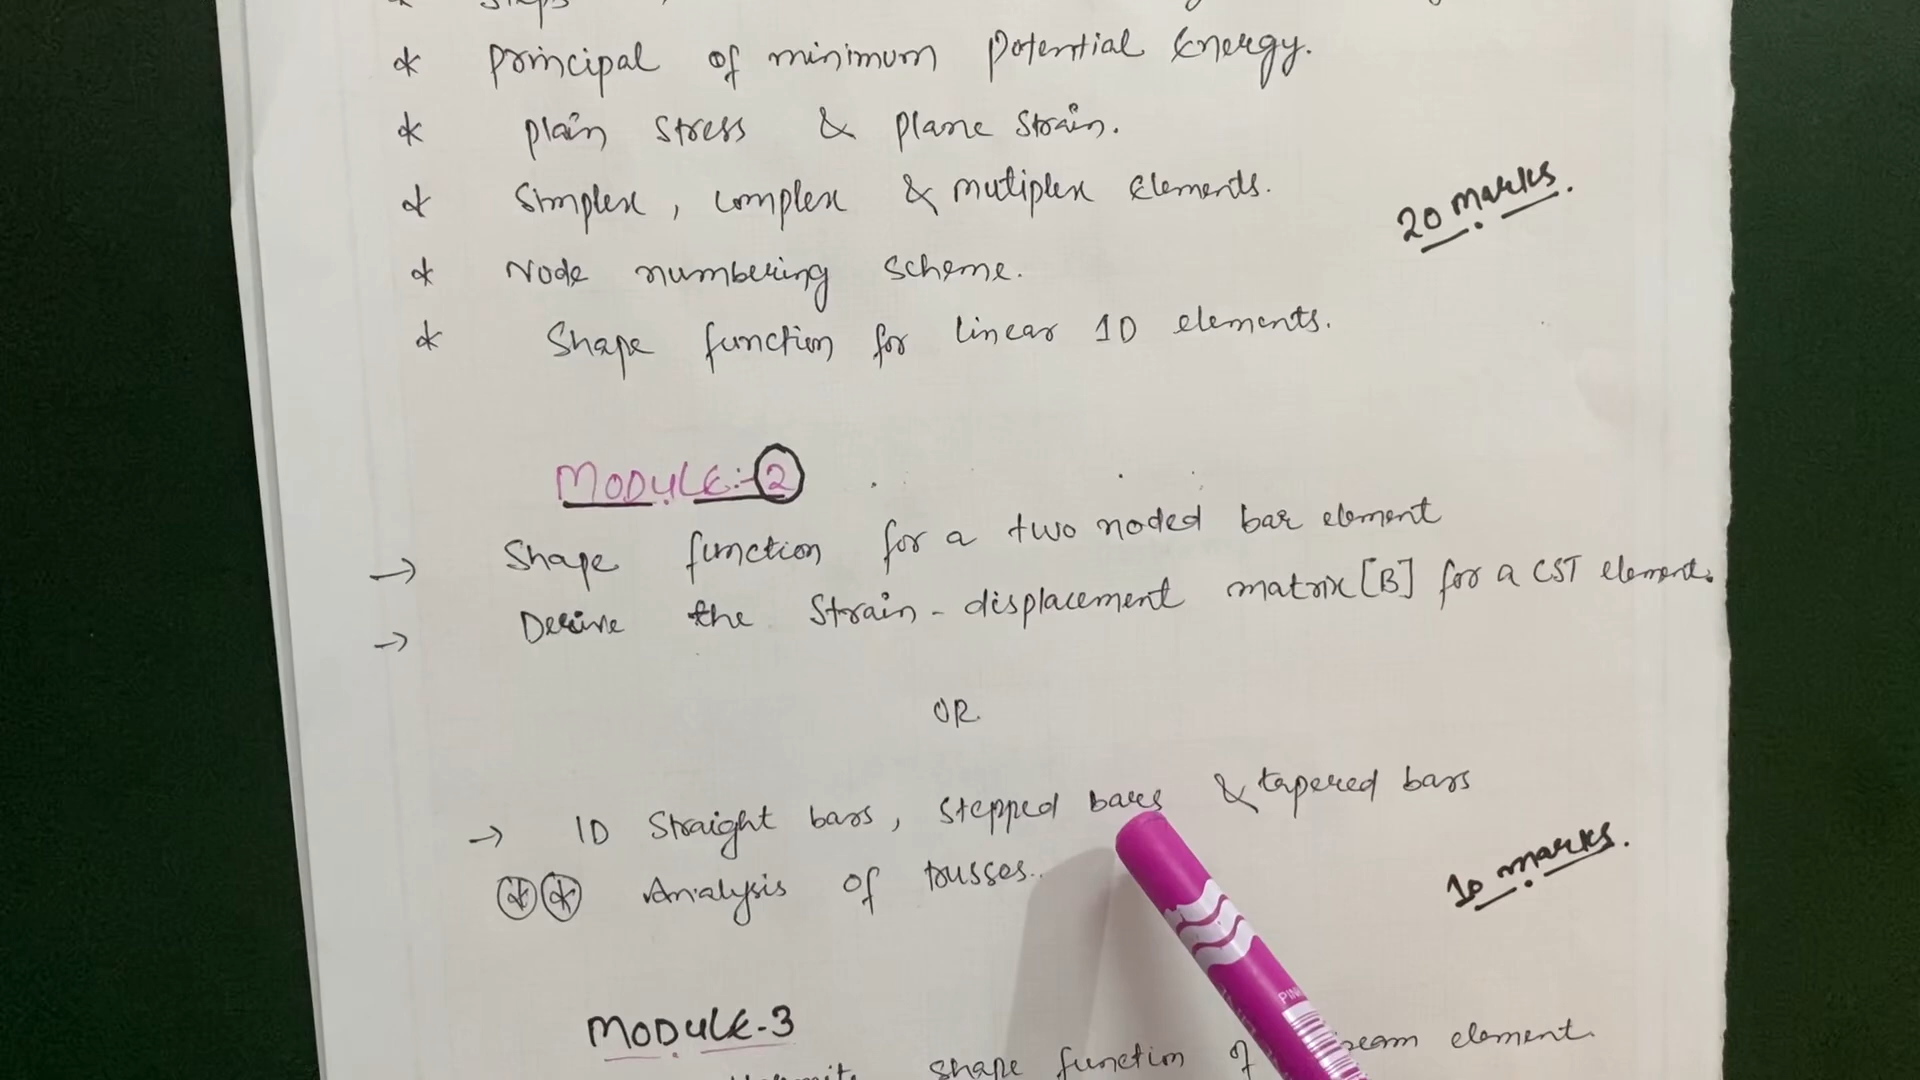 * Steps
* Principal of minimum Potential Energy.
* Plain Stress & Plane Strain.
* Simplex, Complex & mutiplex Elements.
20 marks.
* Node numbering Scheme.
* Shape function for linear 1D elements.
MODULE:-2
→ Shape function for a two noded bar element
→ Derive the Strain-displacement matrix [B] for a CST element.
OR
→ 1D Straight bars, Stepped bars & tapered bars
** Analysis of trusses..
10 marks.
MODULE-3
shape function of element.
PIN